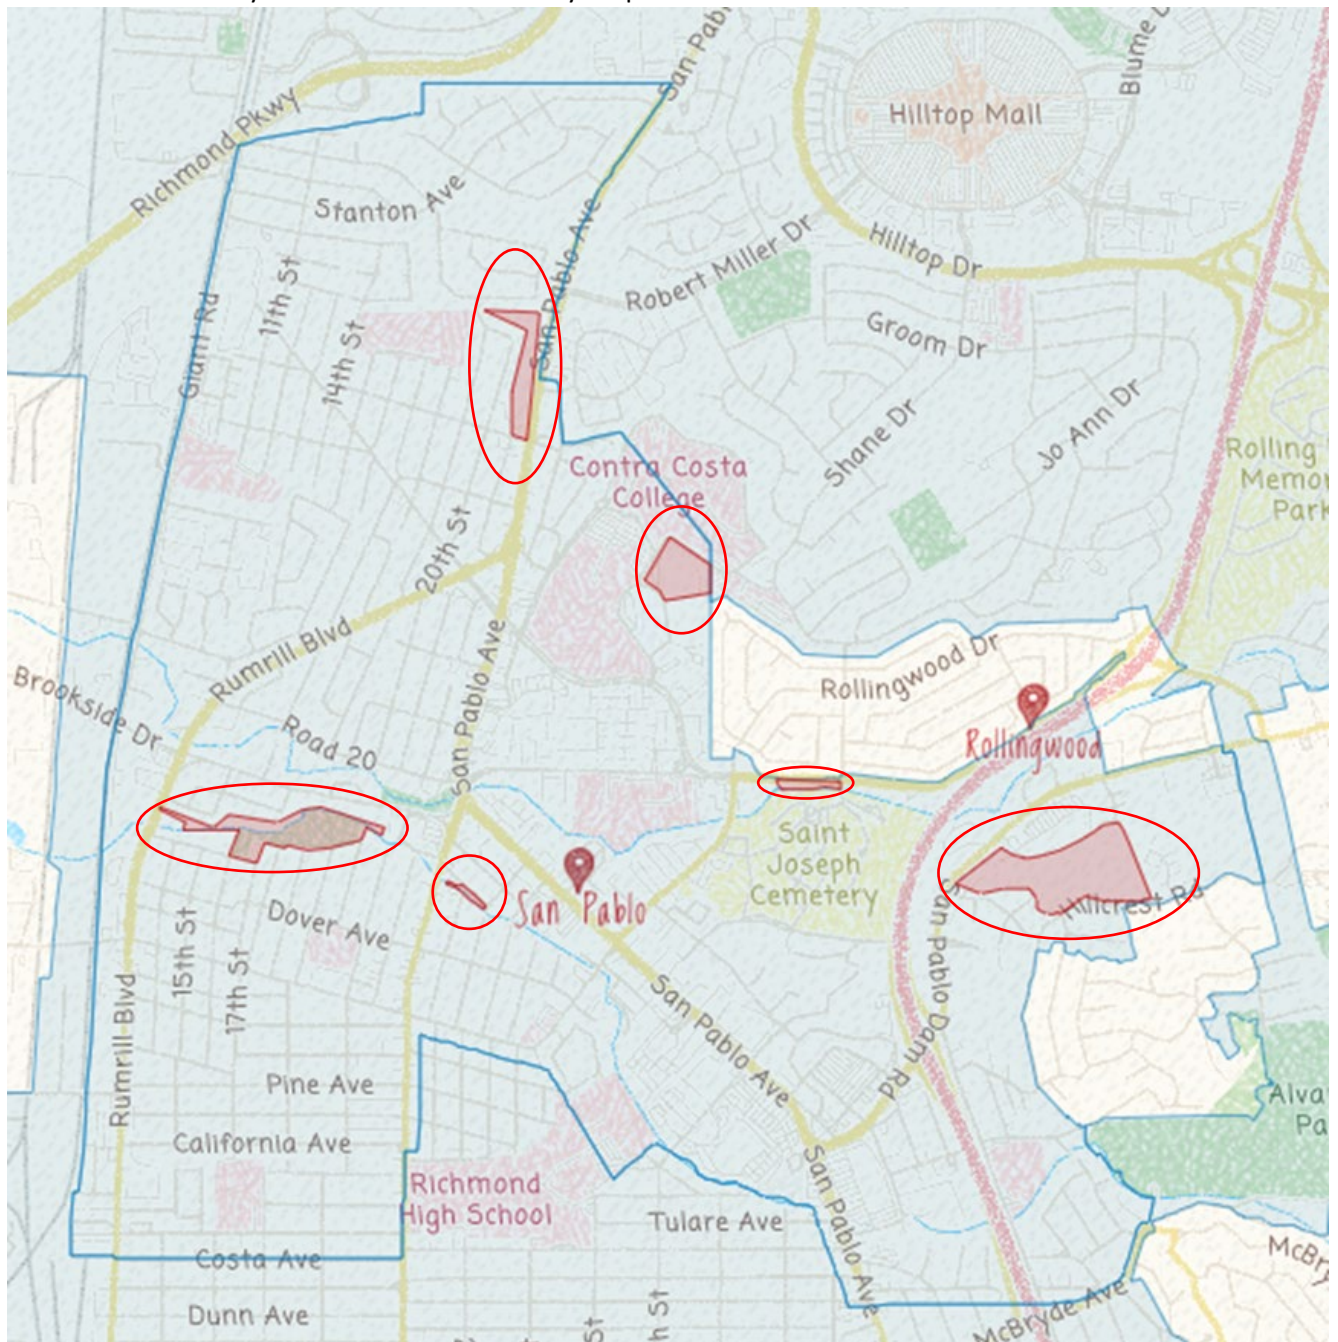 San Pabl
Blume D
Hilltop Mall
Richmond Pkwy
Stanton Ave
San Pablo Ave
Robert Miller Dr
Hilltop Dr
11th St
Giant Rd
14th St
Groom Dr
Shane Dr
Jo Ann Dr
Contra Costa
College
Rolling
Memor
Park
20th St
Rumrill Blvd
San Pablo Ave
Rollingwood Dr
Brookside Dr
Road 20
Rollingwood
Saint
Joseph
Cemetery
San Pablo
Hillcrest Rd
Dover Ave
15th St
17th St
San Pablo Dam Rd
Rumrill Blvd
San Pablo Ave
Pine Ave
Alva
Pa
California Ave
Richmond
High School
San Pablo Ave
Tulare Ave
Costa Ave
McBry
Dunn Ave
St
h St
McBryde Ave